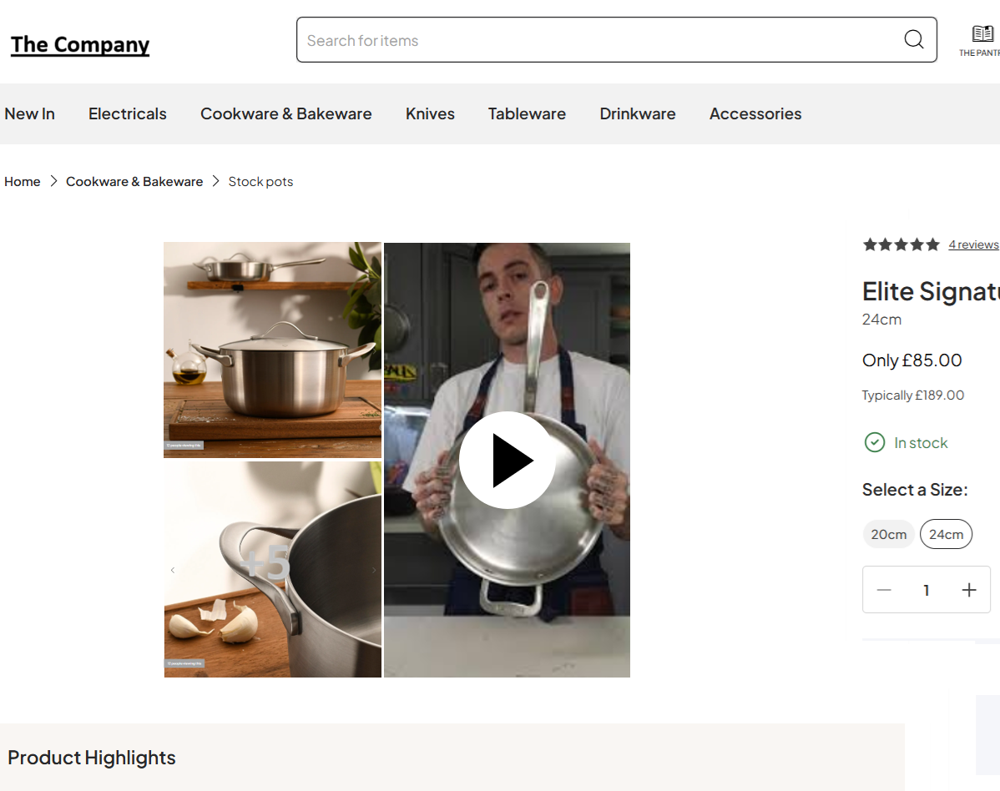 The Company
Search for items
THE PANTR
New In Electricals Cookware & Bakeware Knives Tableware Drinkware Accessories
Home > Cookware & Bakeware > Stock pots
4 reviews
Elite Signatu
24cm
Only £85.00
Typically £189.00
In stock
Select a Size:
20cm 24cm
− 1 +
+5
Product Highlights